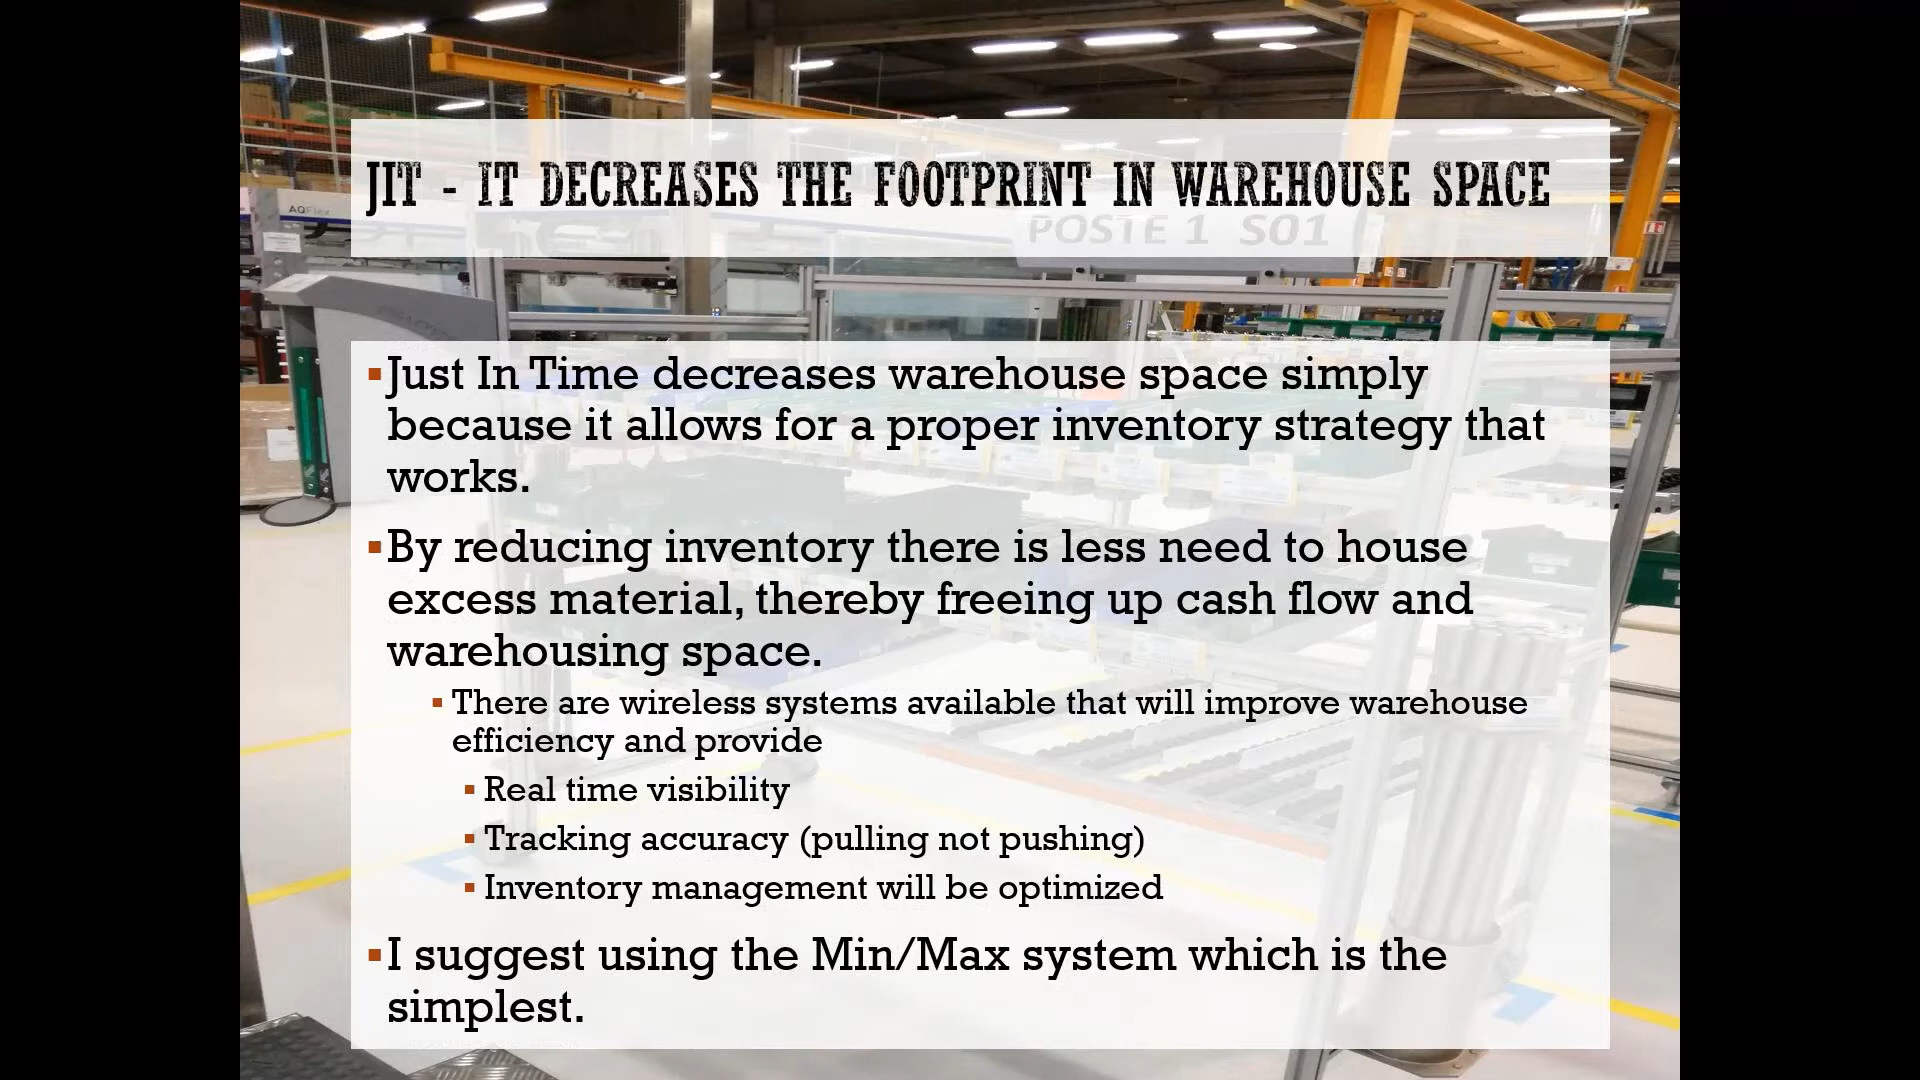 JIT - IT DECREASES THE FOOTPRINT IN WAREHOUSE SPACE
AQFlex
POSTE 1 S01
▪Just In Time decreases warehouse space simply
because it allows for a proper inventory strategy that
works.
▪By reducing inventory there is less need to house
excess material, thereby freeing up cash flow and
warehousing space.
▪There are wireless systems available that will improve warehouse
efficiency and provide
▪Real time visibility
▪Tracking accuracy (pulling not pushing)
▪Inventory management will be optimized
▪I suggest using the Min/Max system which is the
simplest.